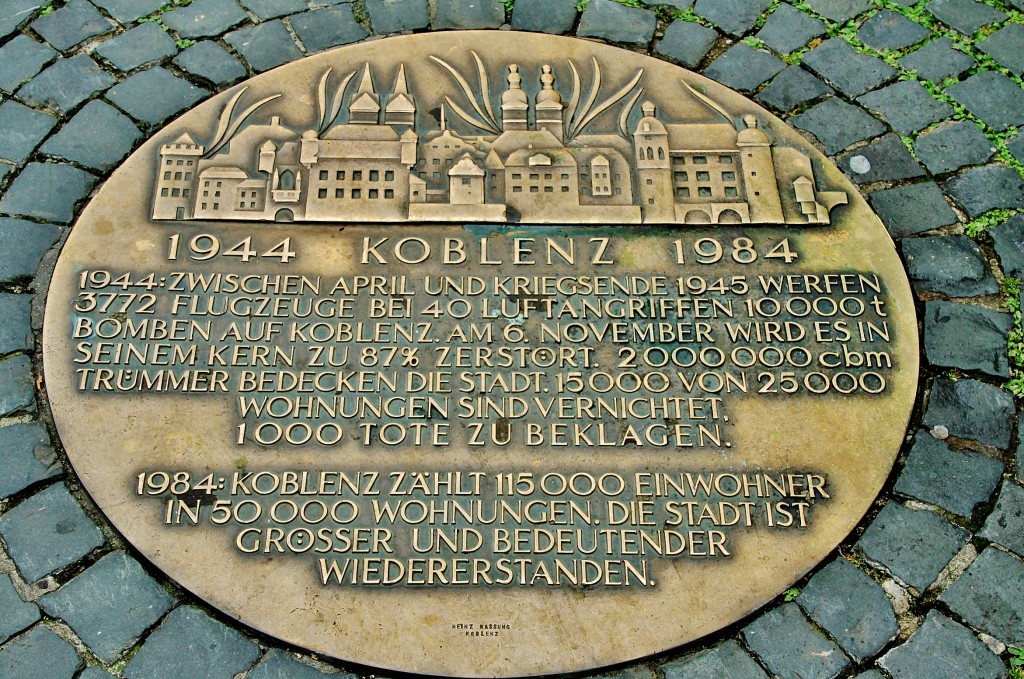 1944 KOBLENZ 1984
1944: ZWISCHEN APRIL UND KRIEGSENDE 1945 WERFEN
3772 FLUGZEUGE BEI 40 LUFTANGRIFFEN 10000 t
BOMBEN AUF KOBLENZ. AM 6. NOVEMBER WIRD ES IN
SEINEM KERN ZU 87% ZERSTÖRT. 2000000 cbm
TRÜMMER BEDECKEN DIE STADT. 15000 VON 25000
WOHNUNGEN SIND VERNICHTET,
1000 TOTE ZU BEKLAGEN.
1984: KOBLENZ ZÄHLT 115000 EINWOHNER
IN 50000 WOHNUNGEN. DIE STADT IST
GRÖSSER UND BEDEUTENDER
WIEDERERSTANDEN.
HEINZ KASSUNG
KOBLENZ